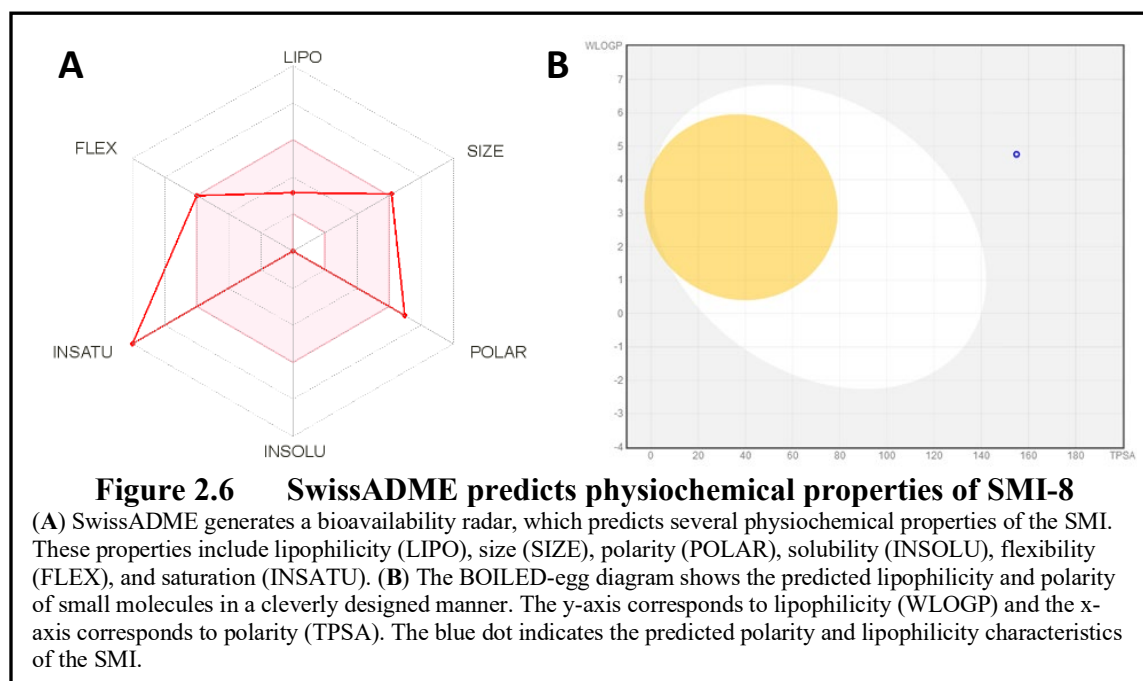 A
LIPO
FLEX
SIZE
INSATU
POLAR
INSOLU
B
WLOGP
7
6
5
4
3
2
1
0
-1
-2
-3
-4
0 20 40 60 80 100 120 140 160 180 TPSA
Figure 2.6 SwissADME predicts physiochemical properties of SMI-8
(A) SwissADME generates a bioavailability radar, which predicts several physiochemical properties of the SMI.
These properties include lipophilicity (LIPO), size (SIZE), polarity (POLAR), solubility (INSOLU), flexibility
(FLEX), and saturation (INSATU). (B) The BOILED-egg diagram shows the predicted lipophilicity and polarity
of small molecules in a cleverly designed manner. The y-axis corresponds to lipophilicity (WLOGP) and the x-
axis corresponds to polarity (TPSA). The blue dot indicates the predicted polarity and lipophilicity characteristics
of the SMI.